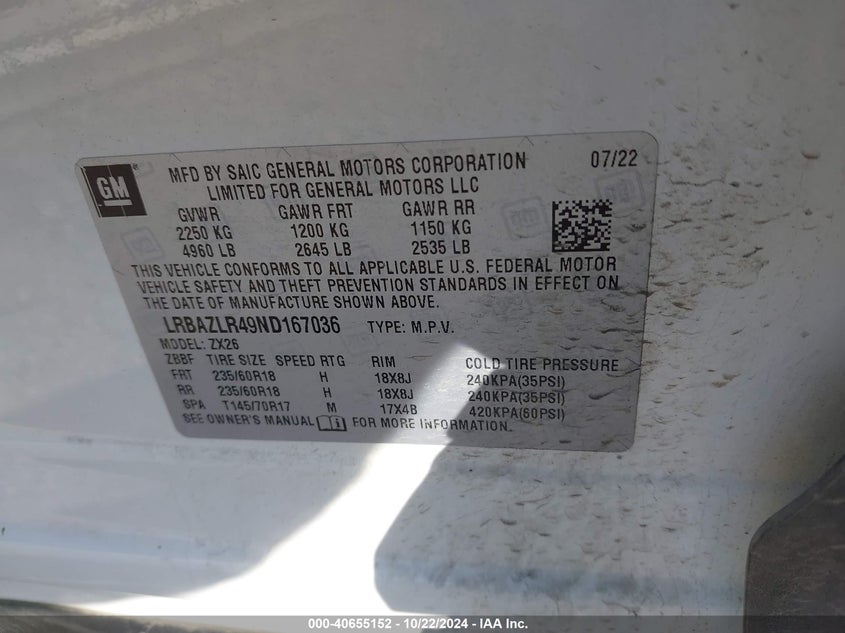 GM
MFD BY SAIC GENERAL MOTORS CORPORATION 07/22
LIMITED FOR GENERAL MOTORS LLC
GVWR GAWR FRT GAWR RR
2250 KG 1200 KG 1150 KG
4960 LB 2645 LB 2535 LB
THIS VEHICLE CONFORMS TO ALL APPLICABLE U.S. FEDERAL MOTOR
VEHICLE SAFETY AND THEFT PREVENTION STANDARDS IN EFFECT ON
THE DATE OF MANUFACTURE SHOWN ABOVE.
LRBAZLR49ND167036 TYPE: M.P.V.
MODEL: ZX26
ZBBF TIRE SIZE SPEED RTG RIM COLD TIRE PRESSURE
FRT 235/60R18 H 18X8J 240KPA(35PSI)
RR 235/60R18 H 18X8J 240KPA(35PSI)
SPA T145/70R17 M 17X4B 420KPA(60PSI)
SEE OWNER'S MANUAL FOR MORE INFORMATION.
000-40655152 - 10/22/2024 - IAA Inc.